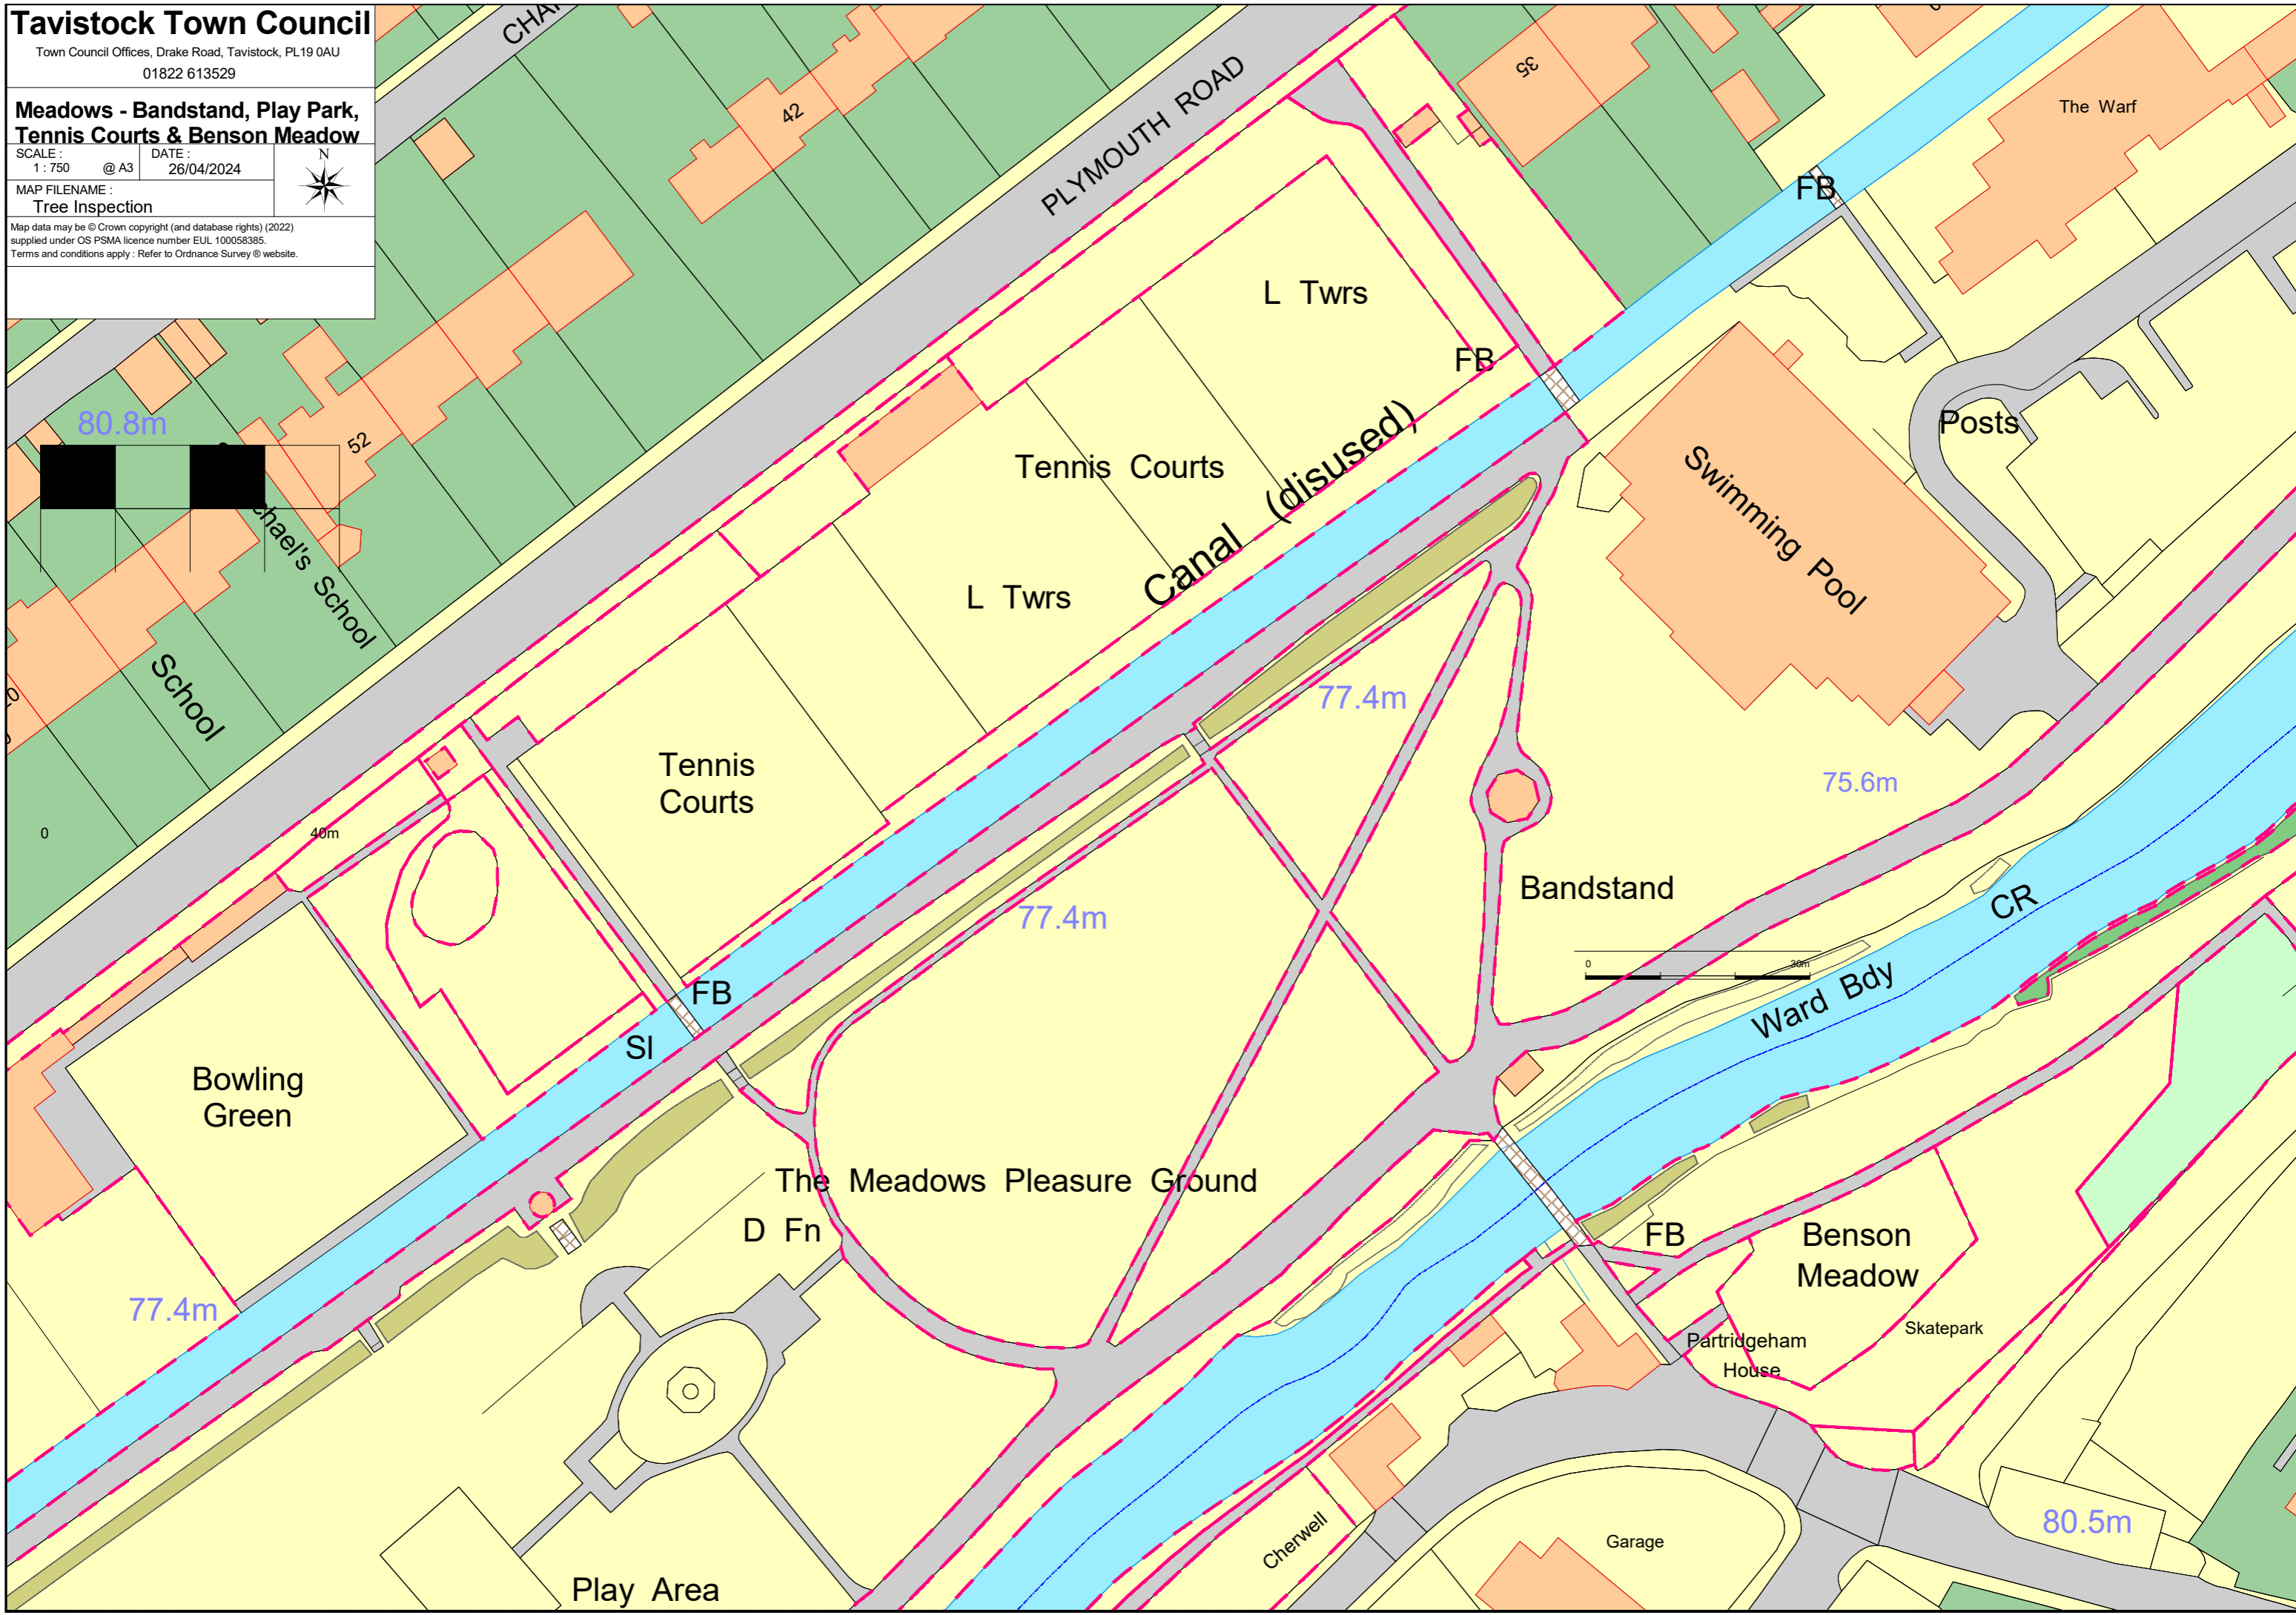 Tavistock Town Council
Town Council Offices, Drake Road, Tavistock, PL19 0AU
01822 613529
Meadows - Bandstand, Play Park,
Tennis Courts & Benson Meadow
SCALE :
1 : 750 @ A3
DATE :
26/04/2024
N
MAP FILENAME :
Tree Inspection
Map data may be © Crown copyright (and database rights) (2022)
supplied under OS PSMA licence number EUL 100058385.
Terms and conditions apply : Refer to Ordnance Survey ® website.
42
35
PLYMOUTH ROAD
The Warf
FB
L Twrs
FB
80.8m
52
Posts
Tennis Courts
Canal (disused)
Swimming Pool
chael's School
School
L Twrs
77.4m
Tennis
Courts
75.6m
0
40m
77.4m
Bandstand
CR
0
30m
Ward Bdy
FB
Sl
Bowling
Green
The Meadows Pleasure Ground
D Fn
FB
Benson
Meadow
77.4m
Skatepark
Partridgeham
House
80.5m
Cherwell
Garage
Play Area